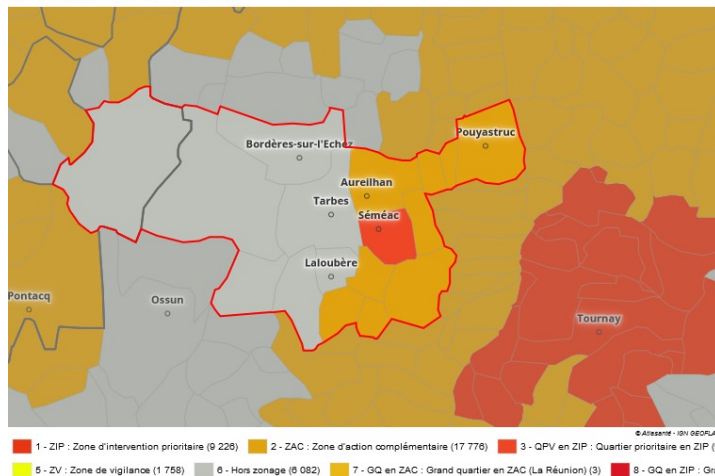 Pouyastruc
Bordères-sur-l'Echez
Aureilhan
Tarbes
Séméac
Laloubère
Pontacq
Ossun
Tournay
© Atlasanté - IGN GEOFLA
1 - ZIP : Zone d'intervention prioritaire (9 226) 2 - ZAC : Zone d'action complémentaire (17 776) 3 - QPV en ZIP : Quartier prioritaire en ZIP (
5 - ZV : Zone de vigilance (1 758) 6 - Hors zonage (6 082) 7 - GQ en ZAC : Grand quartier en ZAC (La Réunion) (3) 8 - GQ en ZIP : Gran